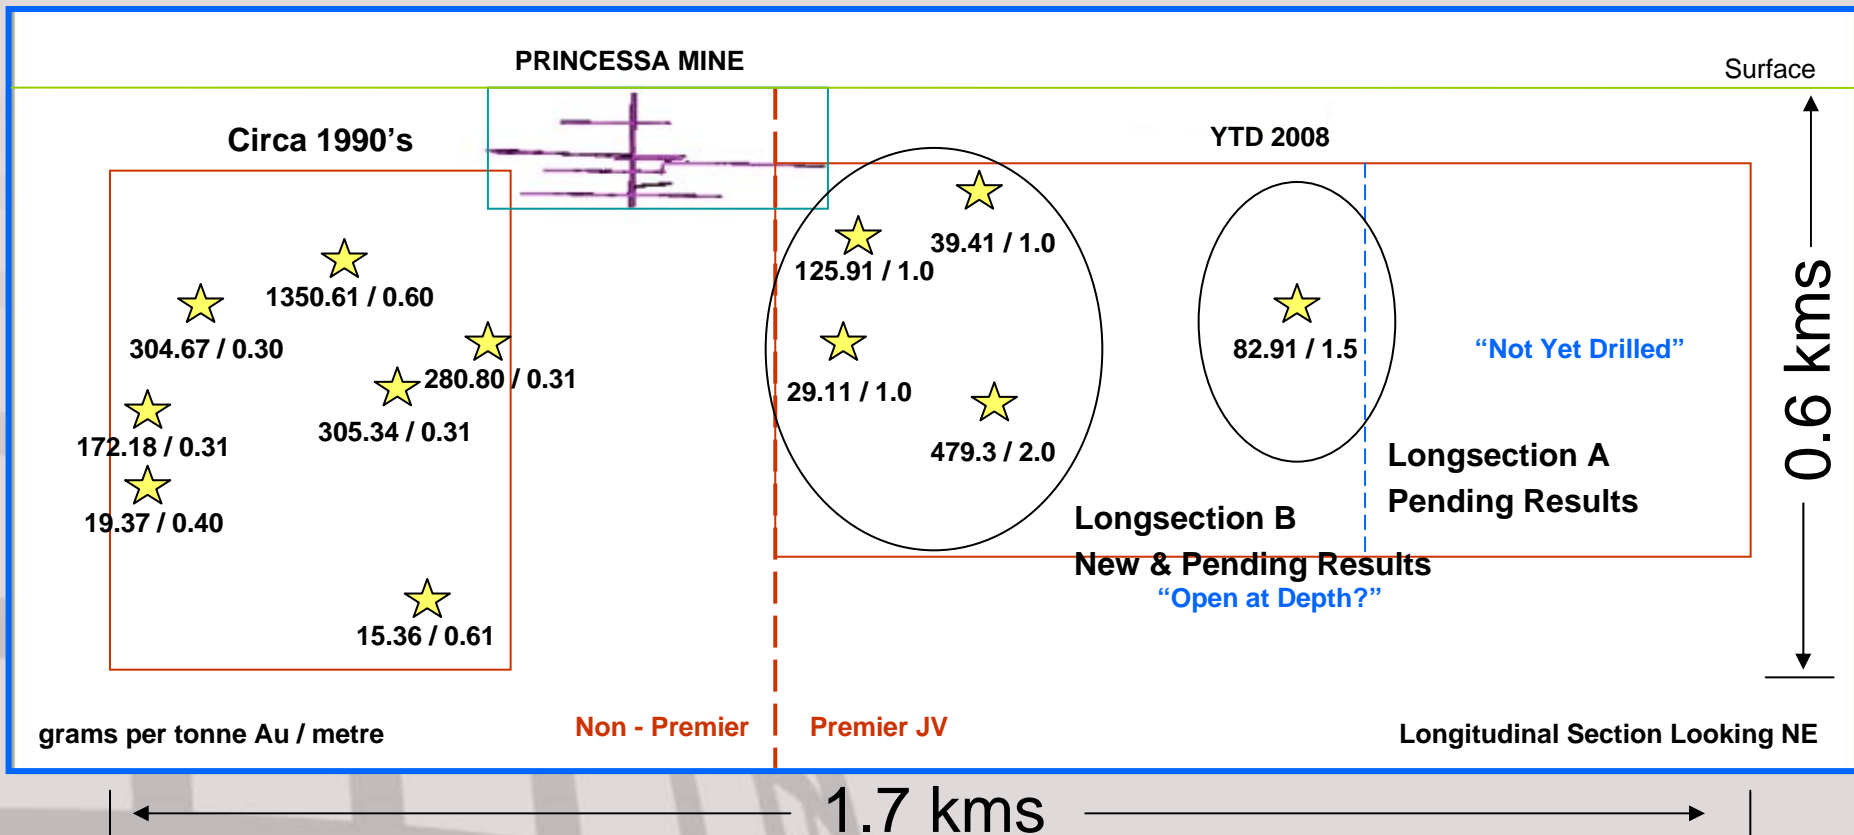 PRINCESSA MINE
Surface
Circa 1990’s
YTD 2008
39.41 / 1.0
125.91 / 1.0
1350.61 / 0.60
304.67 / 0.30
82.91 / 1.5
“Not Yet Drilled”
280.80 / 0.31
29.11 / 1.0
305.34 / 0.31
172.18 / 0.31
479.3 / 2.0
0.6 kms
Longsection A
Pending Results
19.37 / 0.40
Longsection B
New & Pending Results
“Open at Depth?”
15.36 / 0.61
grams per tonne Au / metre
Non - Premier
Premier JV
Longitudinal Section Looking NE
1.7 kms